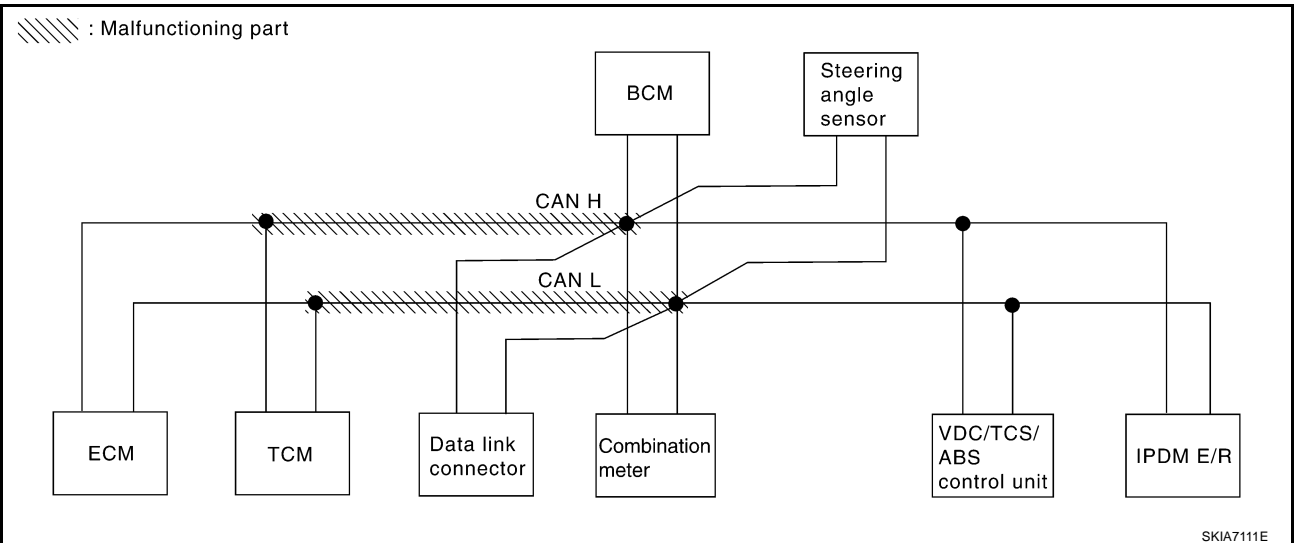 : Malfunctioning part
BCM
Steering
angle
sensor
CAN H
CAN L
ECM
TCM
Data link
connector
Combination
meter
VDC/TCS/
ABS
control unit
IPDM E/R
SKIA7111E